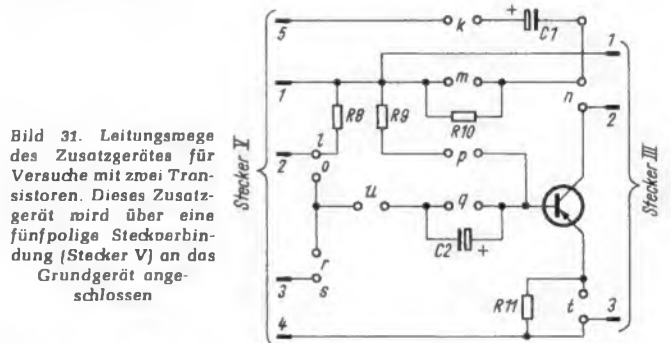 Bild 31. Leitungswege
des Zusatzgerätes für
Versuche mit zwei Tran-
sistoren. Dieses Zusatz-
gerät wird über eine
fünfpolige Steckverbin-
dung (Stecker V) an das
Grundgerät ange-
schlossen
Stecker V
5
k
+
C1
1
1
m
n
R8
R9
R10
2
2
l
o
p
u
q
C2
+
r
3
s
R11
t
3
4
Stecker III